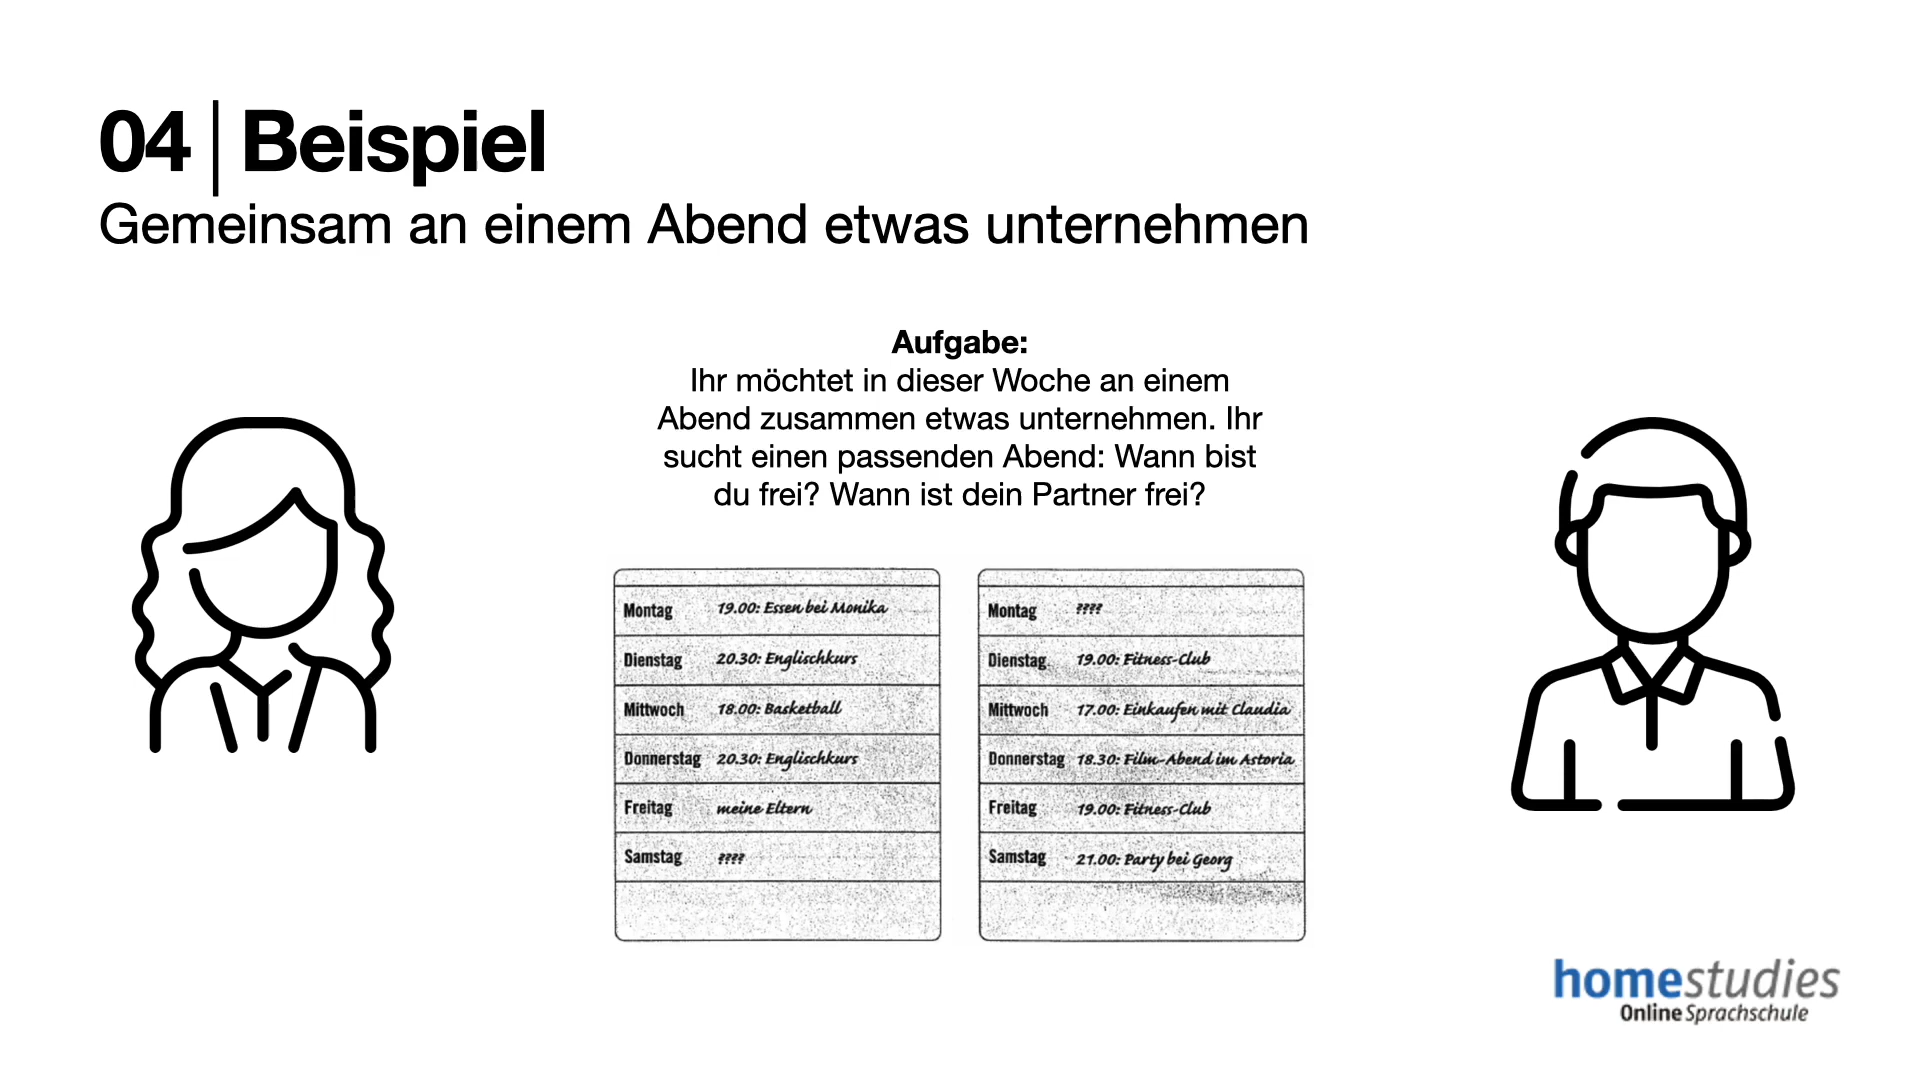 04 | Beispiel
Gemeinsam an einem Abend etwas unternehmen
Aufgabe:
Ihr möchtet in dieser Woche an einem
Abend zusammen etwas unternehmen. Ihr
sucht einen passenden Abend: Wann bist
du frei? Wann ist dein Partner frei?
Montag 19.00: Essen bei Monika
Dienstag 20.30: Englischkurs
Mittwoch 18.00: Basketball
Donnerstag 20.30: Englischkurs
Freitag meine Eltern
Samstag ????
Montag ????
Dienstag 19.00: Fitness-Club
Mittwoch 17.00: Einkaufen mit Claudia
Donnerstag 18.30: Film-Abend im Astoria
Freitag 19.00: Fitness-Club
Samstag 21.00: Party bei Georg
homestudies
Online Sprachschule